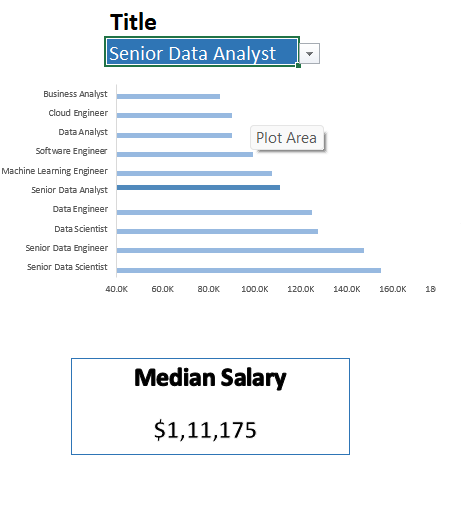 Title
Senior Data Analyst
Business Analyst
Cloud Engineer
Data Analyst
Plot Area
Software Engineer
Machine Learning Engineer
Senior Data Analyst
Data Engineer
Data Scientist
Senior Data Engineer
Senior Data Scientist
40.0K 60.0K 80.0K 100.0K 120.0K 140.0K 160.0K 18
Median Salary
$1,11,175